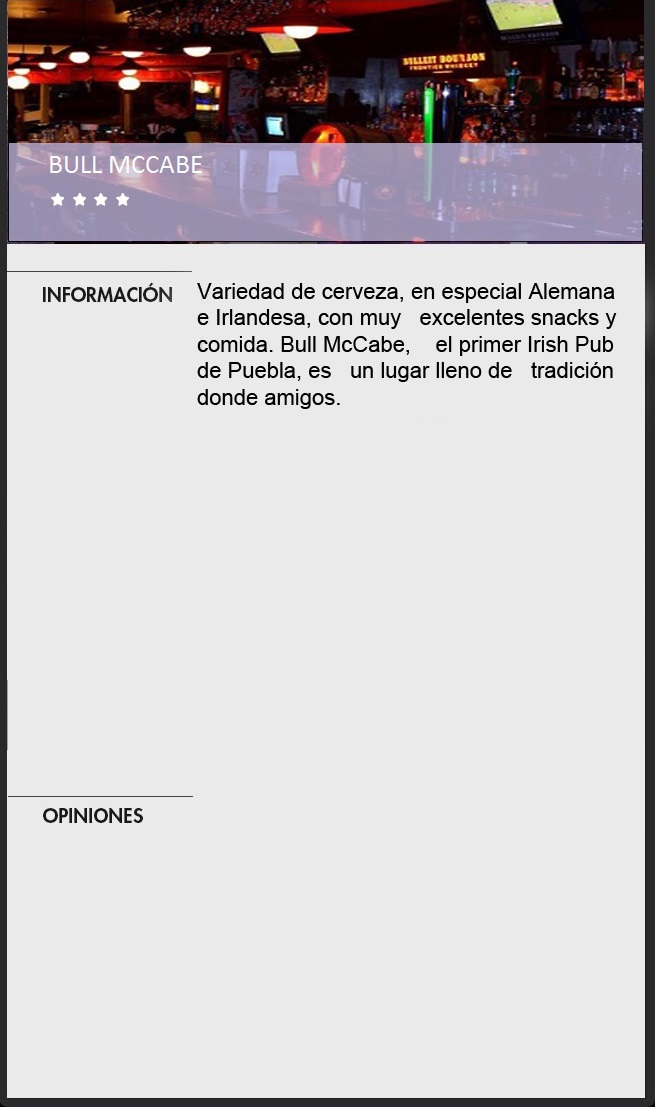 BULLEIT BOURBON
FRONTIER WHISKEY
BULL MCCABE
INFORMACIÓN
Variedad de cerveza, en especial Alemana
e Irlandesa, con muy excelentes snacks y
comida. Bull McCabe, el primer Irish Pub
de Puebla, es un lugar lleno de tradición
donde amigos.
OPINIONES